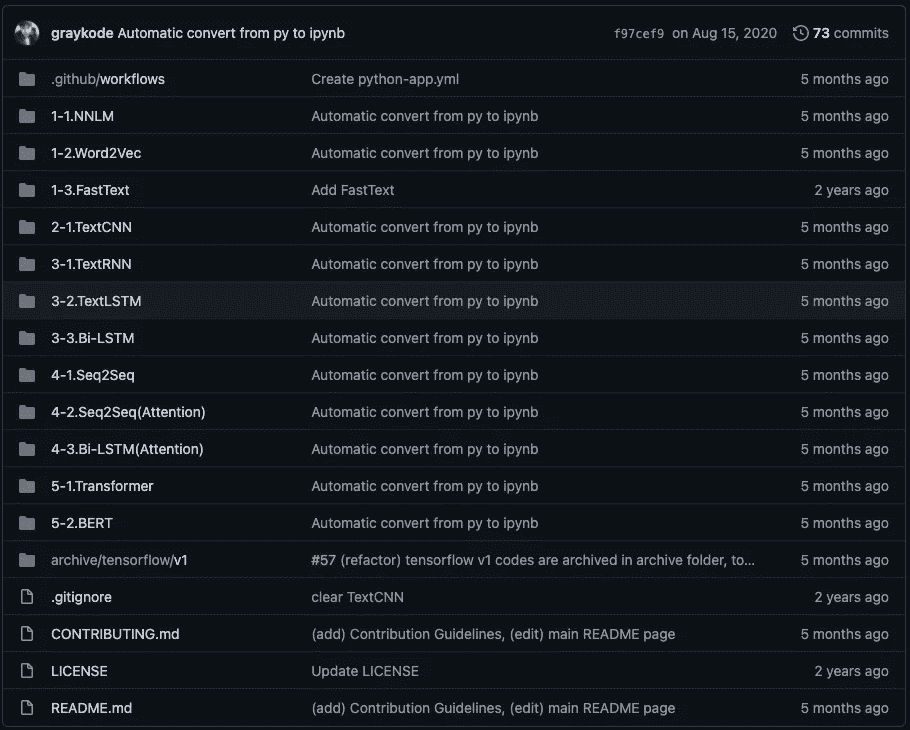 graykode Automatic convert from py to ipynb f97cef9 on Aug 15, 2020 73 commits
.github/workflows Create python-app.yml 5 months ago
1-1.NNLM Automatic convert from py to ipynb 5 months ago
1-2.Word2Vec Automatic convert from py to ipynb 5 months ago
1-3.FastText Add FastText 2 years ago
2-1.TextCNN Automatic convert from py to ipynb 5 months ago
3-1.TextRNN Automatic convert from py to ipynb 5 months ago
3-2.TextLSTM Automatic convert from py to ipynb 5 months ago
3-3.Bi-LSTM Automatic convert from py to ipynb 5 months ago
4-1.Seq2Seq Automatic convert from py to ipynb 5 months ago
4-2.Seq2Seq(Attention) Automatic convert from py to ipynb 5 months ago
4-3.Bi-LSTM(Attention) Automatic convert from py to ipynb 5 months ago
5-1.Transformer Automatic convert from py to ipynb 5 months ago
5-2.BERT Automatic convert from py to ipynb 5 months ago
archive/tensorflow/v1 #57 (refactor) tensorflow v1 codes are archived in archive folder, to... 5 months ago
.gitignore clear TextCNN 2 years ago
CONTRIBUTING.md (add) Contribution Guidelines, (edit) main README page 5 months ago
LICENSE Update LICENSE 2 years ago
README.md (add) Contribution Guidelines, (edit) main README page 5 months ago